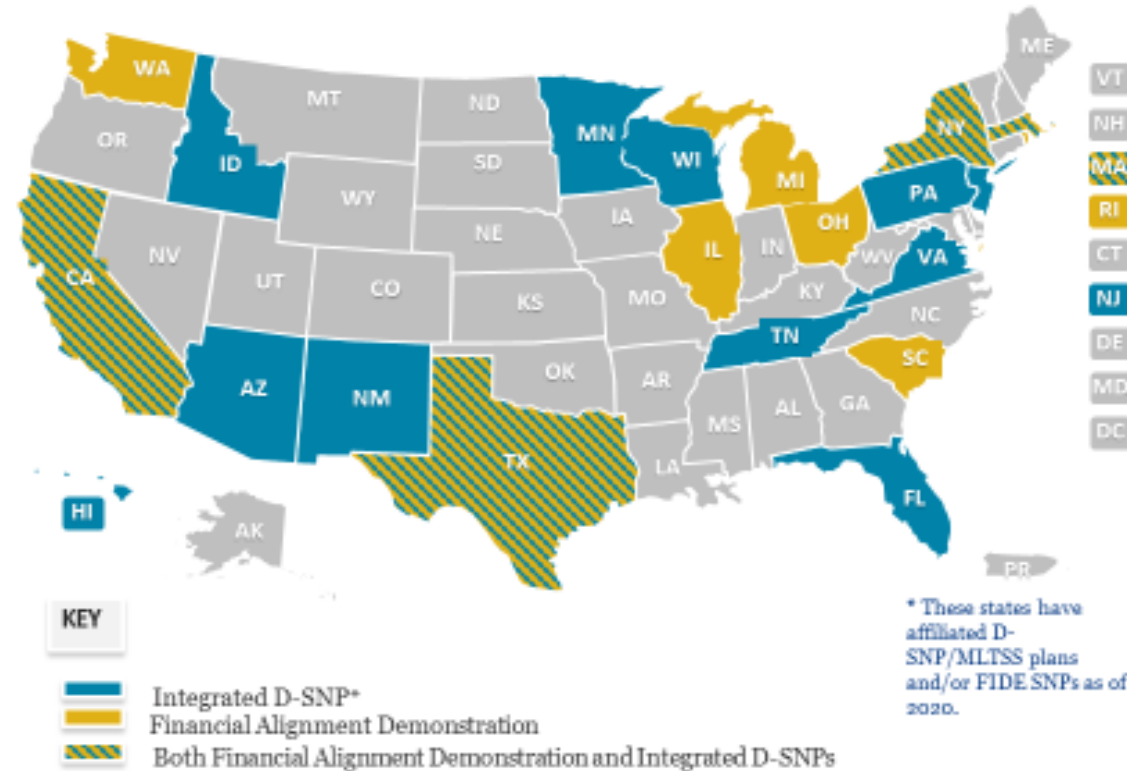 ME
WA
MT
ND
VT
OR
MN
NH
ID
SD
WI
NY
MA
WY
MI
PA
RI
IA
NE
OH
NV
IL
IN
WV
VA
CT
UT
CO
CA
KS
MO
KY
NJ
NC
TN
DE
OK
AR
SC
AZ
NM
MD
MS
AL
GA
DC
TX
LA
FL
HI
AK
PR
KEY
* These states have
affiliated D-
SNP/MLTSS plans
and/or FIDE SNPs as of
2020.
Integrated D-SNP*
Financial Alignment Demonstration
Both Financial Alignment Demonstration and Integrated D-SNPs